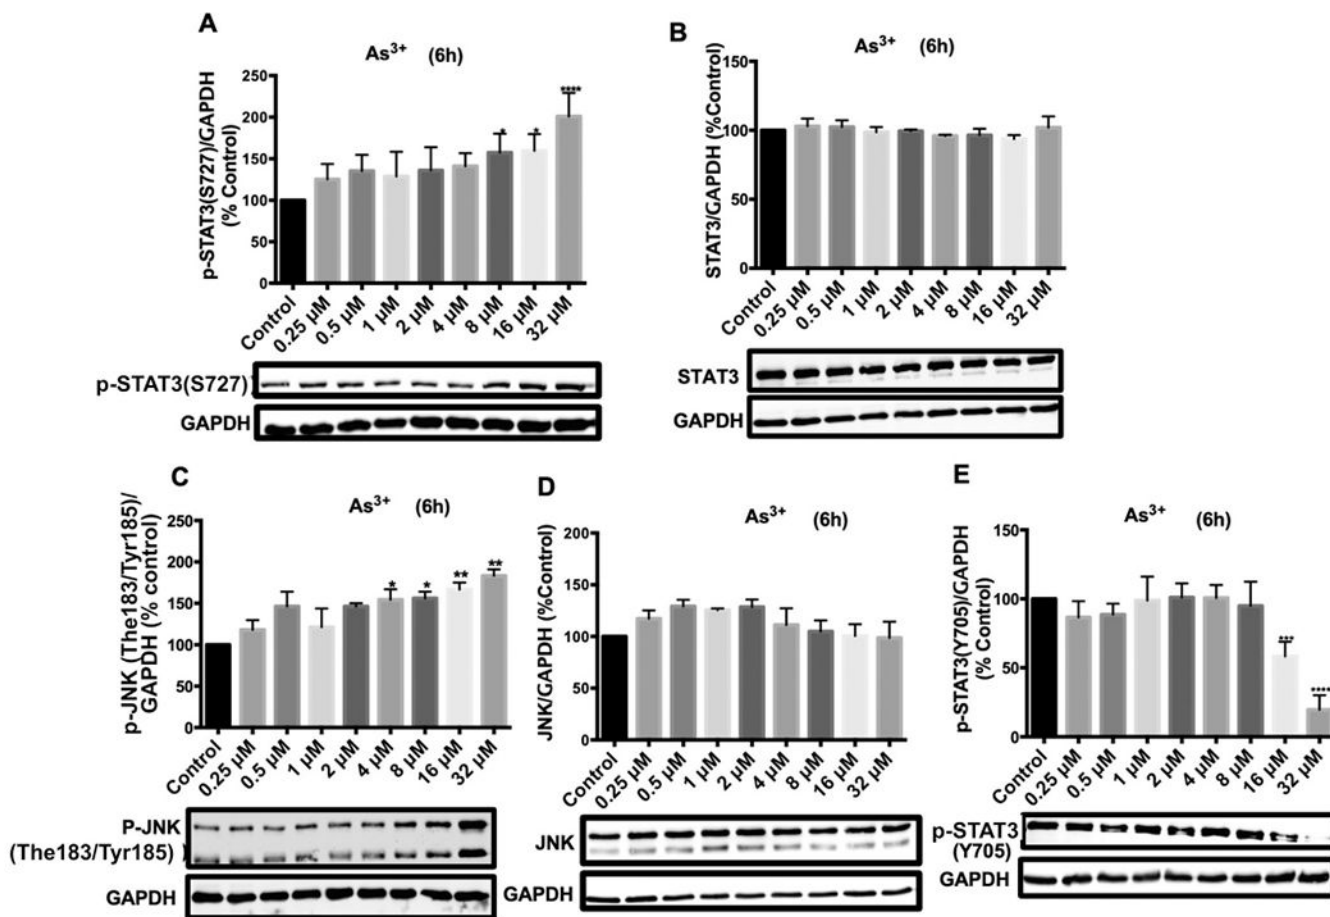 A
As³⁺ (6h)
p-STAT3(S727)/GAPDH
(% Control)
250
200
150
100
50
0
****
*
*
Control
0.25 µM
0.5 µM
1 µM
2 µM
4 µM
8 µM
16 µM
32 µM
p-STAT3(S727)
GAPDH
B
As³⁺ (6h)
STAT3/GAPDH (%Control)
150
100
50
0
Control
0.25 µM
0.5 µM
1 µM
2 µM
4 µM
8 µM
16 µM
32 µM
STAT3
GAPDH
C
As³⁺ (6h)
p-JNK (The183/Tyr185)/
GAPDH (% control)
250
200
150
100
50
0
*
*
**
**
Control
0.25 µM
0.5 µM
1 µM
2 µM
4 µM
8 µM
16 µM
32 µM
P-JNK
(The183/Tyr185) )
GAPDH
D
As³⁺ (6h)
JNK/GAPDH (%Control)
200
150
100
50
0
Control
0.25 µM
0.5 µM
1 µM
2 µM
4 µM
8 µM
16 µM
32 µM
JNK
GAPDH
E
As³⁺ (6h)
p-STAT3(Y705)/GAPDH
(% Control)
150
100
50
0
***
****
Control
0.25 µM
0.5 µM
1 µM
2 µM
4 µM
8 µM
16 µM
32 µM
p-STAT3
(Y705)
GAPDH